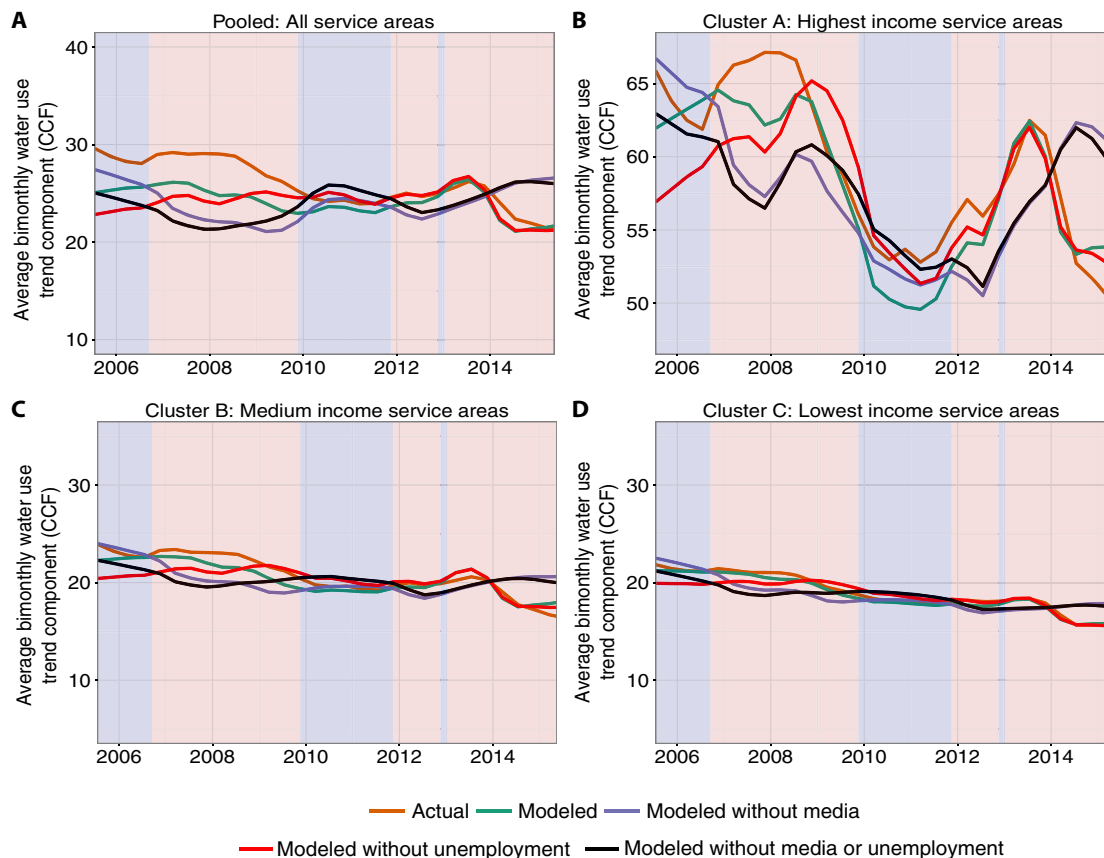 A
Pooled: All service areas
Average bimonthly water use
trend component (CCF)
40
30
20
10
2006 2008 2010 2012 2014
B
Cluster A: Highest income service areas
Average bimonthly water use
trend component (CCF)
65
60
55
50
2006 2008 2010 2012 2014
C
Cluster B: Medium income service areas
Average bimonthly water use
trend component (CCF)
30
20
10
2006 2008 2010 2012 2014
D
Cluster C: Lowest income service areas
Average bimonthly water use
trend component (CCF)
30
20
10
2006 2008 2010 2012 2014
Actual Modeled Modeled without media
Modeled without unemployment Modeled without media or unemployment